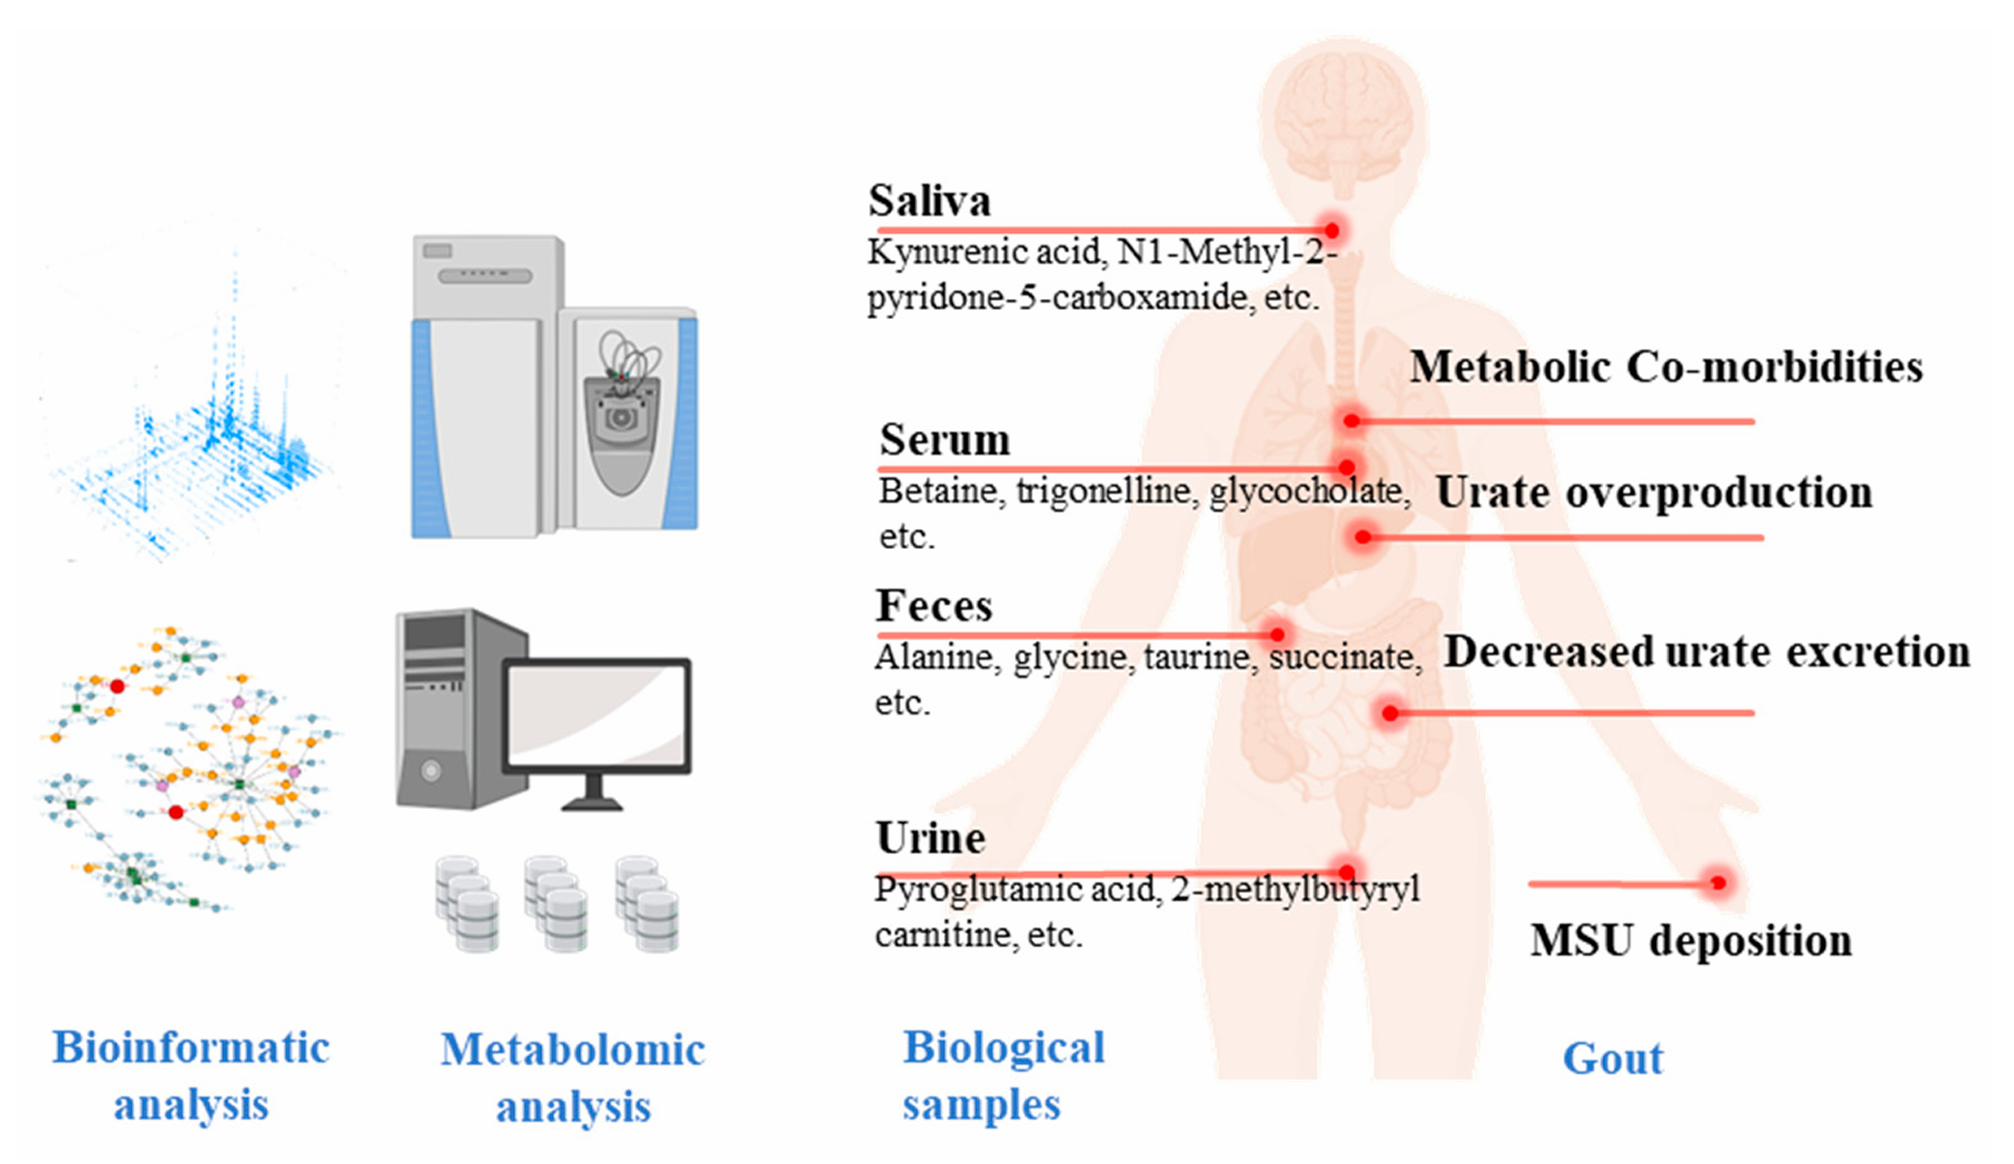 Saliva
Kynurenic acid, N1-Methyl-2-
pyridone-5-carboxamide, etc.
Serum
Betaine, trigonelline, glycocholate,
etc.
Feces
Alanine, glycine, taurine, succinate,
etc.
Urine
Pyroglutamic acid, 2-methylbutyryl
carnitine, etc.
Metabolic Co-morbidities
Urate overproduction
Decreased urate excretion
MSU deposition
Bioinformatic
analysis
Metabolomic
analysis
Biological
samples
Gout